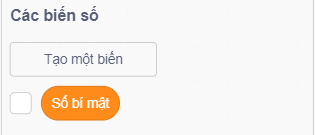 Các biến số
Tạo một biến
Số bí mật